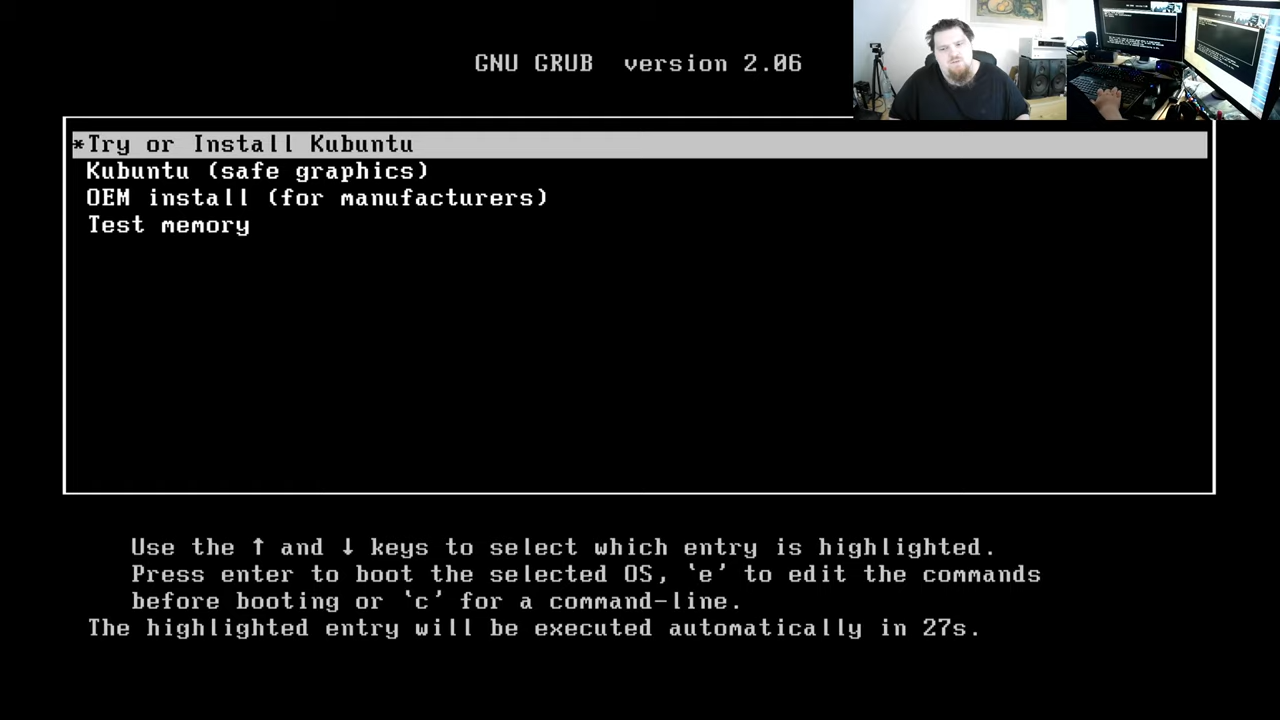 GNU GRUB version 2.06
*Try or Install Kubuntu
Kubuntu (safe graphics)
OEM install (for manufacturers)
Test memory
Use the ↑ and ↓ keys to select which entry is highlighted.
Press enter to boot the selected OS, `e' to edit the commands
before booting or `c' for a command-line.
The highlighted entry will be executed automatically in 27s.